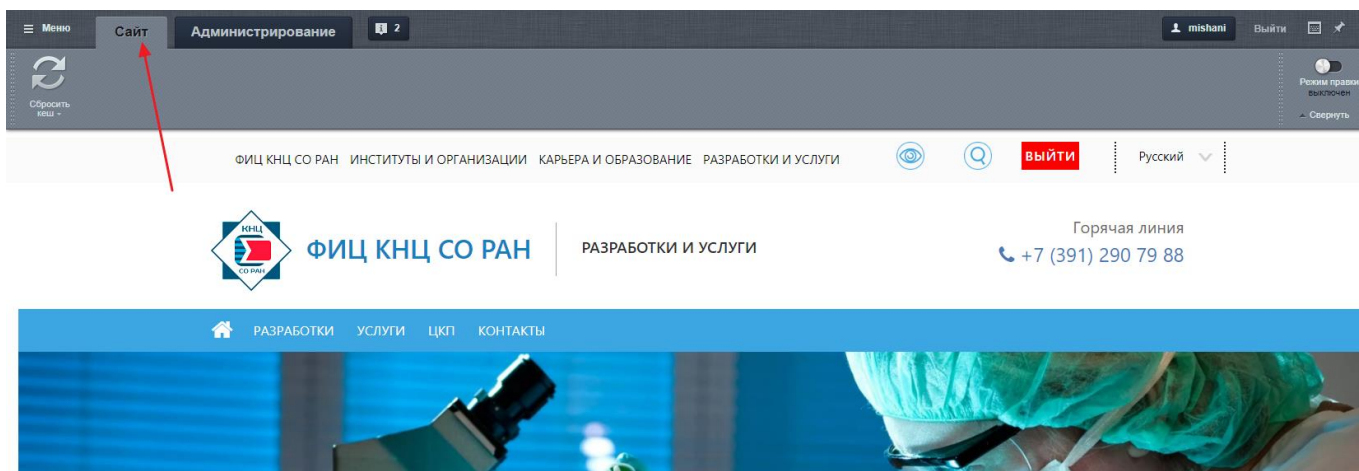 Меню Сайт Администрирование 2 mishani Выйти
Сбросить
кеш
Режим правки
выключен
Свернуть
ФИЦ КНЦ СО РАН ИНСТИТУТЫ И ОРГАНИЗАЦИИ КАРЬЕРА И ОБРАЗОВАНИЕ РАЗРАБОТКИ И УСЛУГИ ВЫЙТИ Русский
КНЦ
СО РАН
ФИЦ КНЦ СО РАН РАЗРАБОТКИ И УСЛУГИ
Горячая линия
+7 (391) 290 79 88
РАЗРАБОТКИ УСЛУГИ ЦКП КОНТАКТЫ